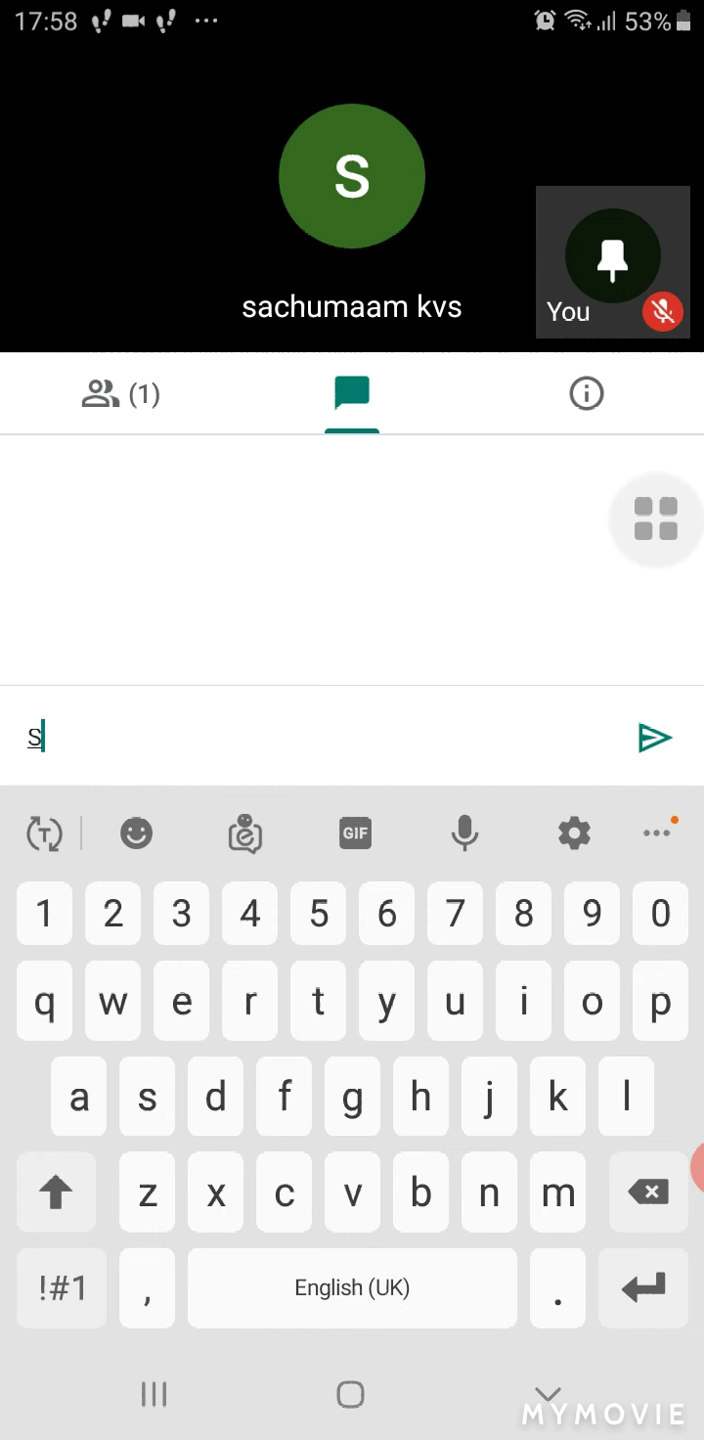 17:58 53%
S
sachumaam kvs
You
(1)
S
GIF
1 2 3 4 5 6 7 8 9 0
q w e r t y u i o p
a s d f g h j k l
z x c v b n m
!#1 , English (UK) .
MYMOVIE